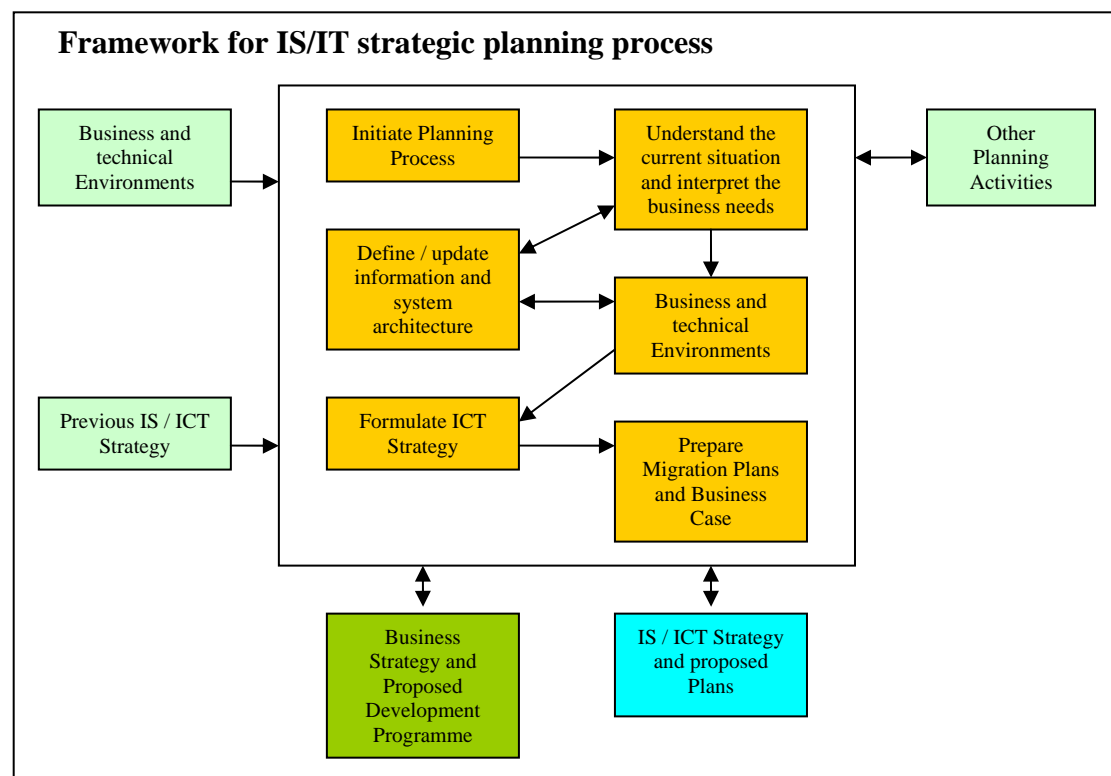 Framework for IS/IT strategic planning process
Business and
technical
Environments
Initiate Planning
Process
Understand the
current situation
and interpret the
business needs
Other
Planning
Activities
Define / update
information and
system
architecture
Business and
technical
Environments
Previous IS / ICT
Strategy
Formulate ICT
Strategy
Prepare
Migration Plans
and Business
Case
Business
Strategy and
Proposed
Development
Programme
IS / ICT Strategy
and proposed
Plans